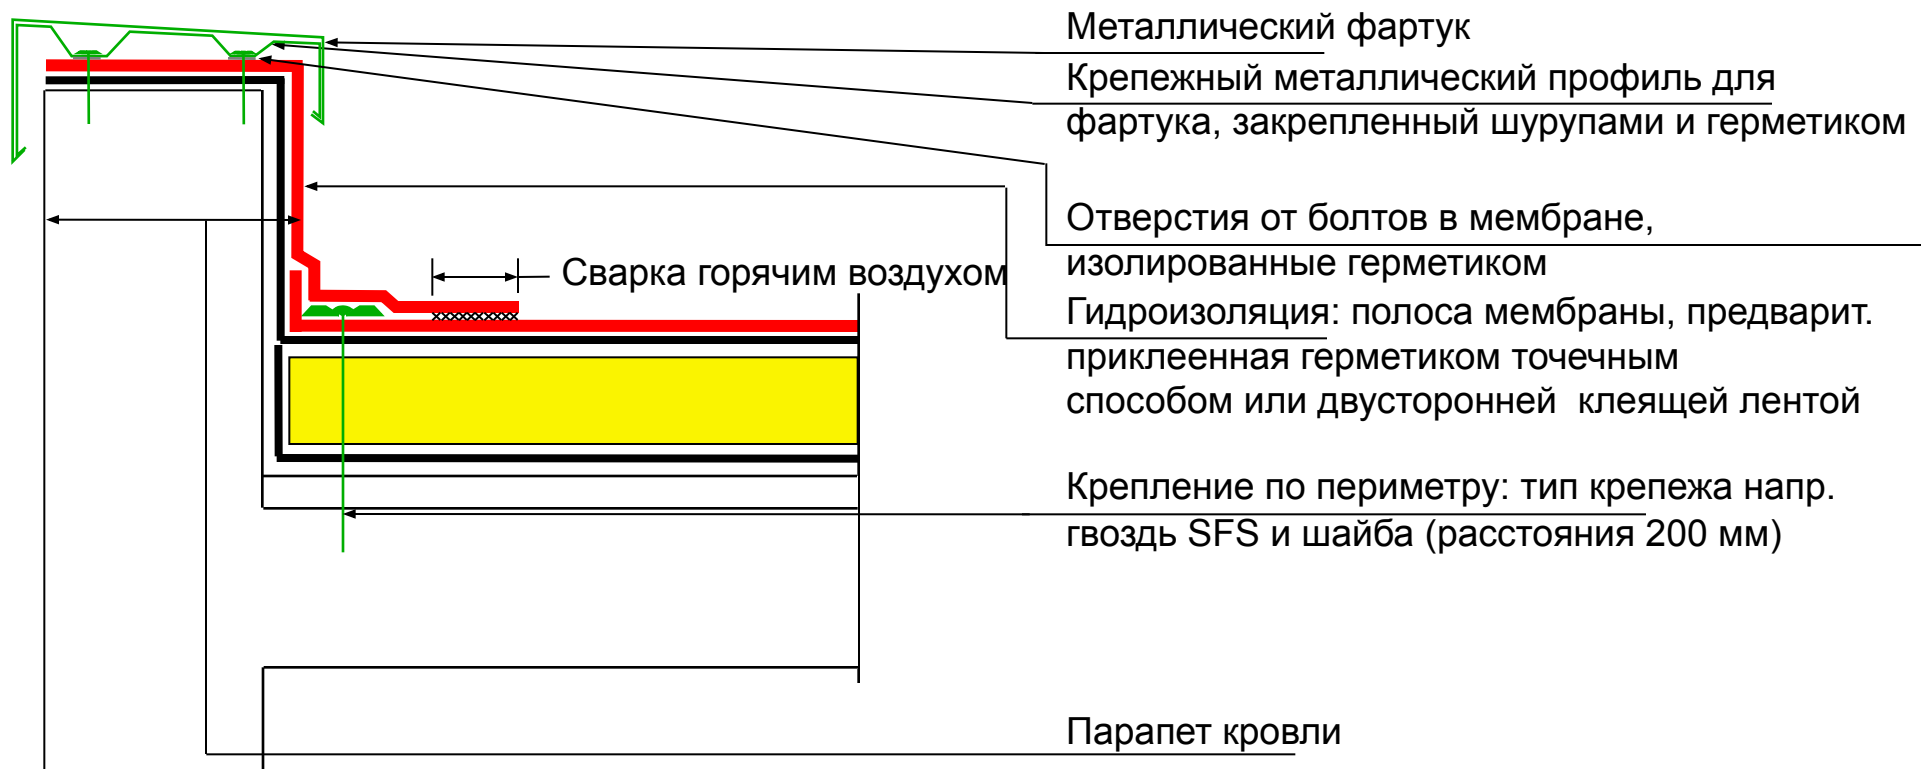 Металлический фартук
Крепежный металлический профиль для
фартука, закрепленный шурупами и герметиком
Отверстия от болтов в мембране,
изолированные герметиком
Сварка горячим воздухом
Гидроизоляция: полоса мембраны, предварит.
приклеенная герметиком точечным
способом или двусторонней  клеящей лентой
Крепление по периметру: тип крепежа напр.
гвоздь SFS и шайба (расстояния 200 мм)
Парапет кровли